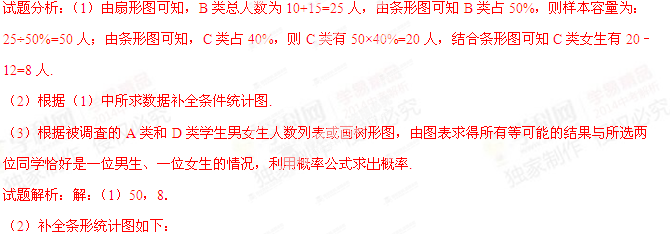 试题分析：（1）由扇形图可知，B 类总人数为 10+15=25 人，由条形图可知 B 类占 50%，则样本容量为：
25÷50%=50 人；由条形图可知，C 类占 40%，则 C 类有 50×40%=20 人，结合条形图可知 C 类女生有 20﹣
12=8 人.
（2）根据（1）中所求数据补全条件统计图.
（3）根据被调查的 A 类和 D 类学生男女生人数列表或画树形图，由图表求得所有等可能的结果与所选两
位同学恰好是一位男生、一位女生的情况，利用概率公式求出概率.
试题解析：解：（1）50，8.
（2）补全条形统计图如下：